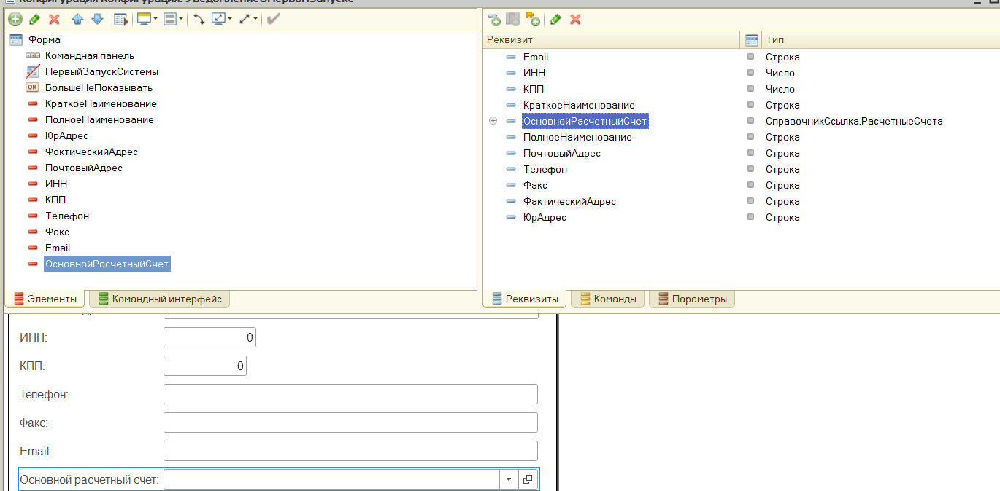 Конфигурация Конфигурация: УведомлениеОПервомЗапуске
Форма
Командная панель
ПервыйЗапускСистемы
OK БольшеНеПоказывать
КраткоеНаименование
ПолноеНаименование
ЮрАдрес
ФактическийАдрес
ПочтовыйАдрес
ИНН
КПП
Телефон
Факс
Email
ОсновнойРасчетныйСчет
Элементы
Командный интерфейс
Реквизит Тип
Email Строка
ИНН Число
КПП Число
КраткоеНаименование Строка
ОсновнойРасчетныйСчет СправочникСсылка.РасчетныеСчета
ПолноеНаименование Строка
ПочтовыйАдрес Строка
Телефон Строка
Факс Строка
ФактическийАдрес Строка
ЮрАдрес Строка
Реквизиты
Команды
Параметры
ИНН: 0
КПП: 0
Телефон:
Факс:
Email:
Основной расчетный счет: